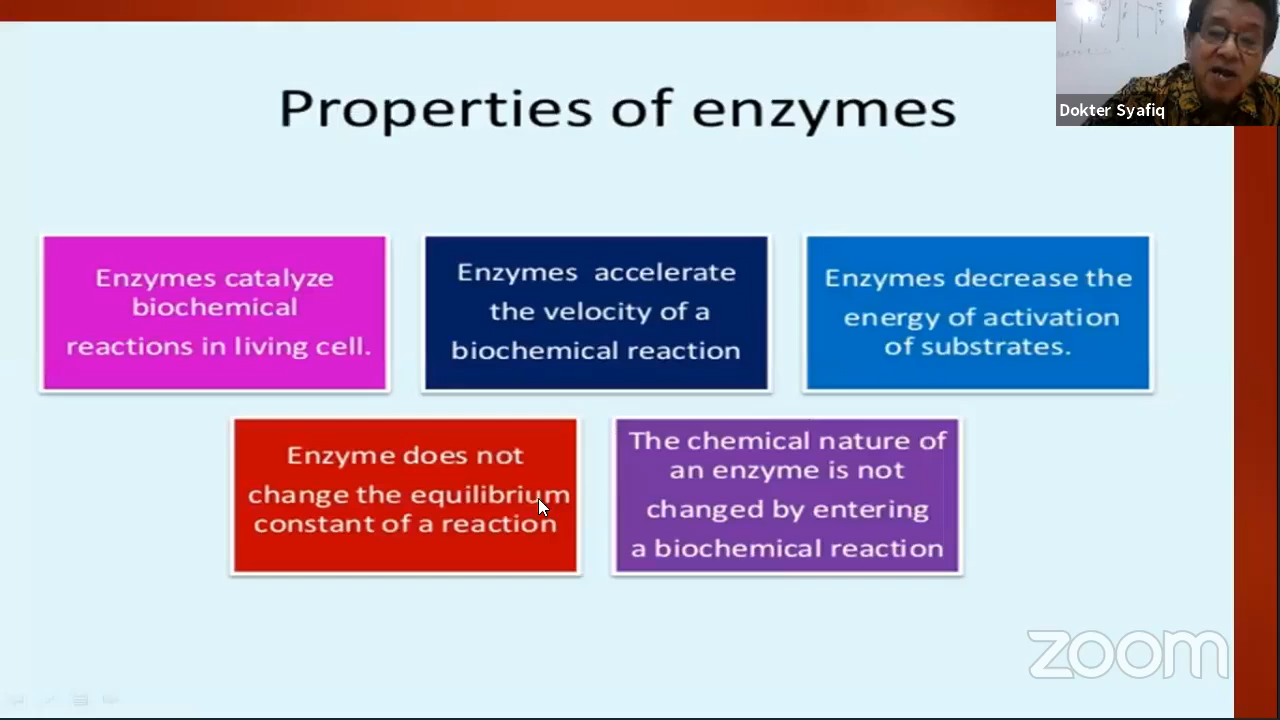 Properties of enzymes
Dokter Syafiq
Enzymes catalyze
biochemical
reactions in living cell.
Enzymes accelerate
the velocity of a
biochemical reaction
Enzymes decrease the
energy of activation
of substrates.
Enzyme does not
change the equilibrium
constant of a reaction
The chemical nature of
an enzyme is not
changed by entering
a biochemical reaction
zoom